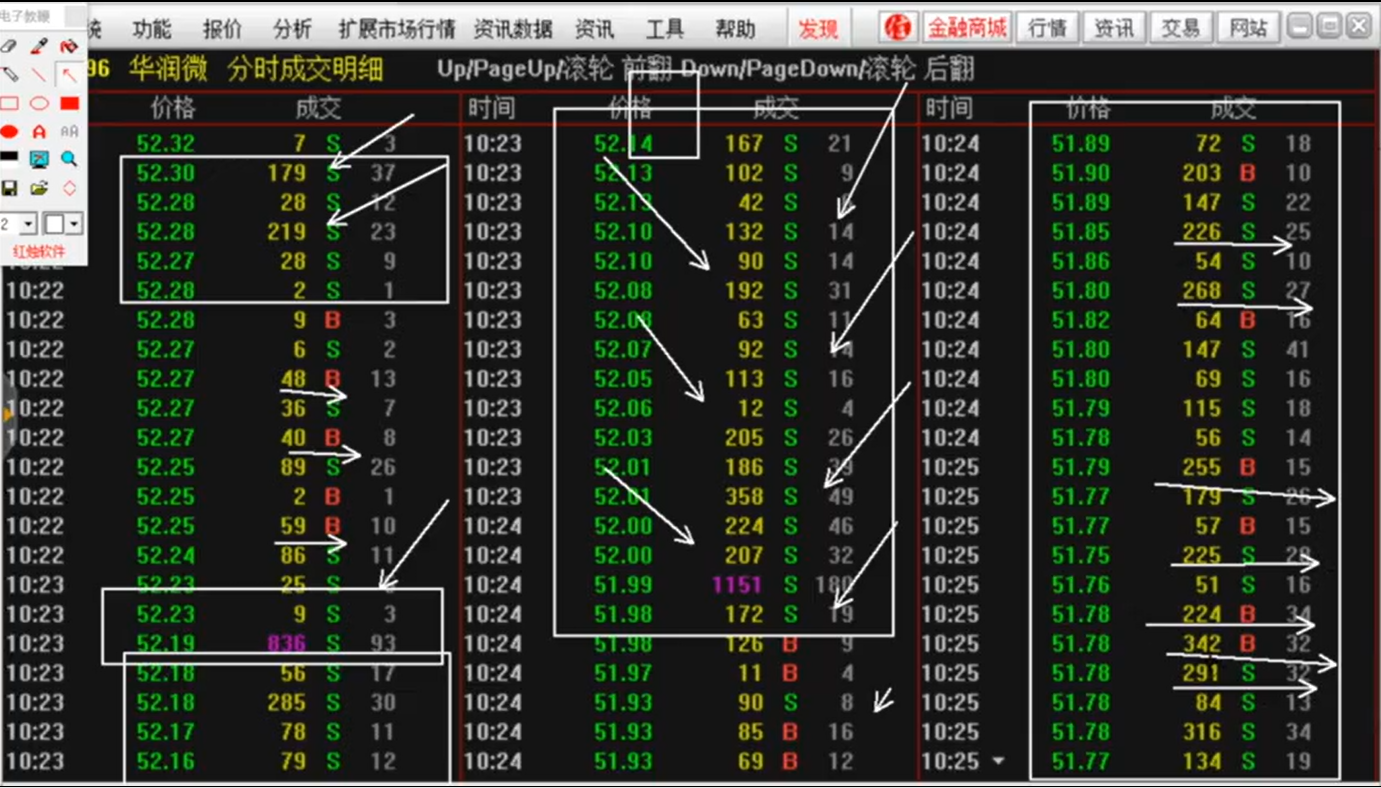 电子教鞭
统 功能 报价 分析 扩展市场行情 资讯数据 资讯 工具 帮助 发现 信 金融商城 行情 资讯 交易 网站
96 华润微 分时成交明细 Up/PageUp/滚轮 前翻 Down/PageDown/滚轮 后翻
价格 成交 时间 价格 成交 时间 价格 成交
52.32 7 S 3 10:23 52.14 167 S 21 10:24 51.89 72 S 18
52.30 179 S 37 10:23 52.13 102 S 9 10:24 51.90 203 B 10
52.28 28 S 12 10:23 52.13 42 S 10:24 51.89 147 S 22
52.28 219 S 23 10:23 52.10 132 S 14 10:24 51.85 226 S 25
52.27 28 S 9 10:23 52.10 90 S 14 10:24 51.86 54 S 10
10:22 52.28 2 S 1 10:23 52.08 192 S 31 10:24 51.80 268 S 27
10:22 52.28 9 B 3 10:23 52.08 63 S 11 10:24 51.82 64 B 16
10:22 52.27 6 S 2 10:23 52.07 92 S 10:24 51.80 147 S 41
10:22 52.27 48 B 13 10:23 52.05 113 S 16 10:24 51.80 69 S 16
10:22 52.27 36 S 7 10:23 52.06 12 S 4 10:24 51.79 115 S 18
10:22 52.27 40 B 8 10:23 52.03 205 S 26 10:24 51.78 56 S 14
10:22 52.25 89 S 26 10:23 52.01 186 S 39 10:25 51.79 255 B 15
10:22 52.25 2 B 1 10:23 52.01 358 S 49 10:25 51.77 179 S 26
10:22 52.25 59 B 10 10:24 52.00 224 S 46 10:25 51.77 57 B 15
10:22 52.24 86 S 11 10:24 52.00 207 S 32 10:25 51.75 225 S 28
10:23 52.23 25 S 10:24 51.99 1151 S 180 10:25 51.76 51 S 16
10:23 52.23 9 S 3 10:24 51.98 172 S 19 10:25 51.78 224 B 34
10:23 52.19 836 S 93 10:24 51.98 126 B 9 10:25 51.78 342 B 32
10:23 52.18 56 S 17 10:24 51.97 11 B 4 10:25 51.78 291 S 32
10:23 52.18 285 S 30 10:24 51.93 90 S 8 10:25 51.78 84 S 13
10:23 52.17 78 S 11 10:24 51.93 85 B 16 10:25 51.78 316 S 34
10:23 52.16 79 S 12 10:24 51.93 69 B 12 10:25 51.77 134 S 19
A AA
2
红烛软件